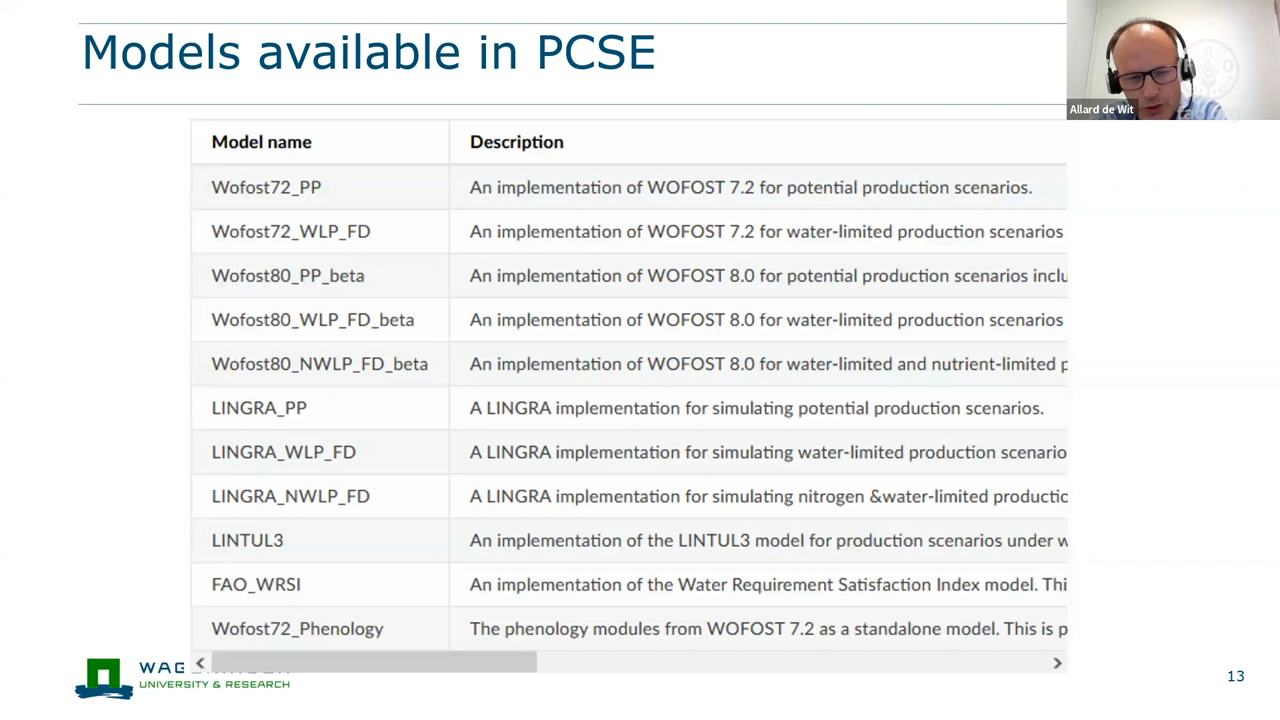 Models available in PCSE
Allard de Wit
Model name Description
Wofost72_PP An implementation of WOFOST 7.2 for potential production scenarios.
Wofost72_WLP_FD An implementation of WOFOST 7.2 for water-limited production scenarios
Wofost80_PP_beta An implementation of WOFOST 8.0 for potential production scenarios inclu
Wofost80_WLP_FD_beta An implementation of WOFOST 8.0 for water-limited production scenarios
Wofost80_NWLP_FD_beta An implementation of WOFOST 8.0 for water-limited and nutrient-limited p
LINGRA_PP A LINGRA implementation for simulating potential production scenarios.
LINGRA_WLP_FD A LINGRA implementation for simulating water-limited production scenario
LINGRA_NWLP_FD A LINGRA implementation for simulating nitrogen &water-limited productio
LINTUL3 An implementation of the LINTUL3 model for production scenarios under w
FAO_WRSI An implementation of the Water Requirement Satisfaction Index model. Thi
Wofost72_Phenology The phenology modules from WOFOST 7.2 as a standalone model. This is p
UNIVERSITY & RESEARCH
13